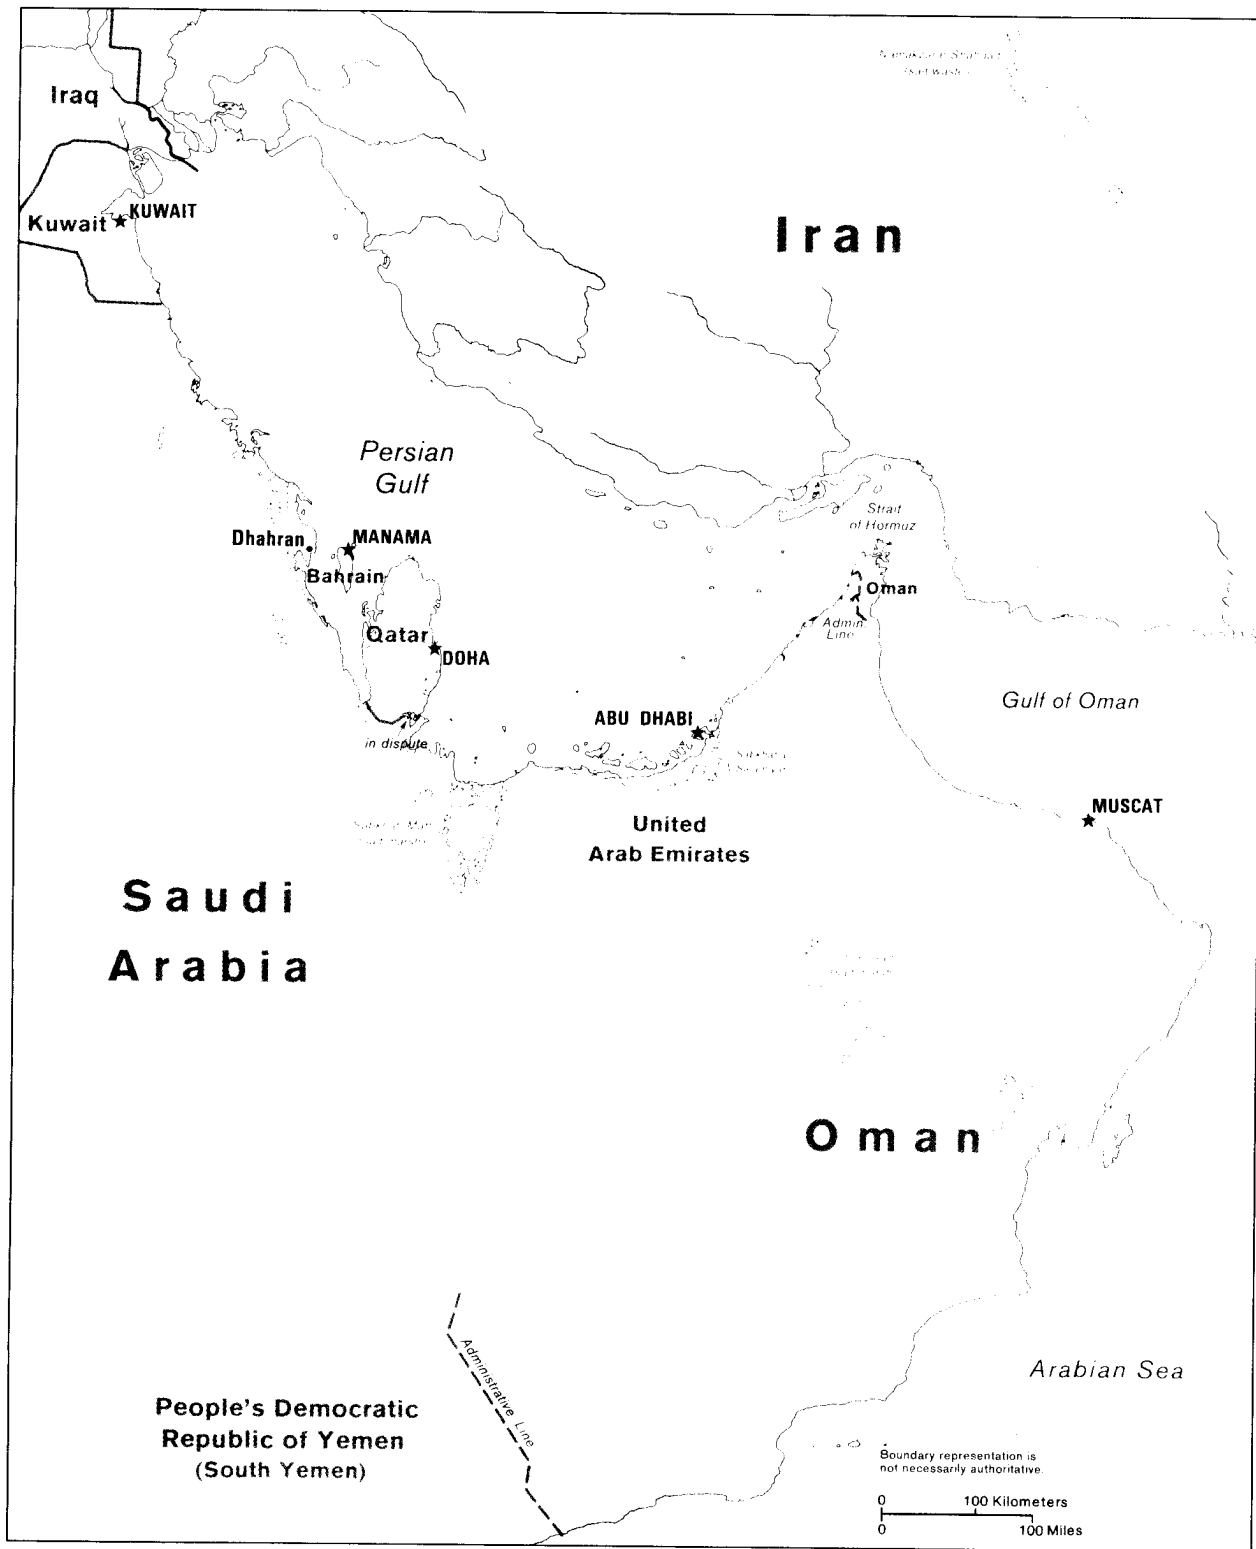 Iraq
KUWAIT
Kuwait
Iran
Persian
Gulf
Strait
of Hormuz
Dhahran
MANAMA
Bahrain
Oman
Admin.
Line
Qatar
DOHA
Gulf of Oman
ABU DHABI
in dispute
MUSCAT
United
Arab Emirates
Saudi
Arabia
Oman
Administrative Line
Arabian Sea
People's Democratic
Republic of Yemen
(South Yemen)
Boundary representation is
not necessarily authoritative.
0 100 Kilometers
0 100 Miles